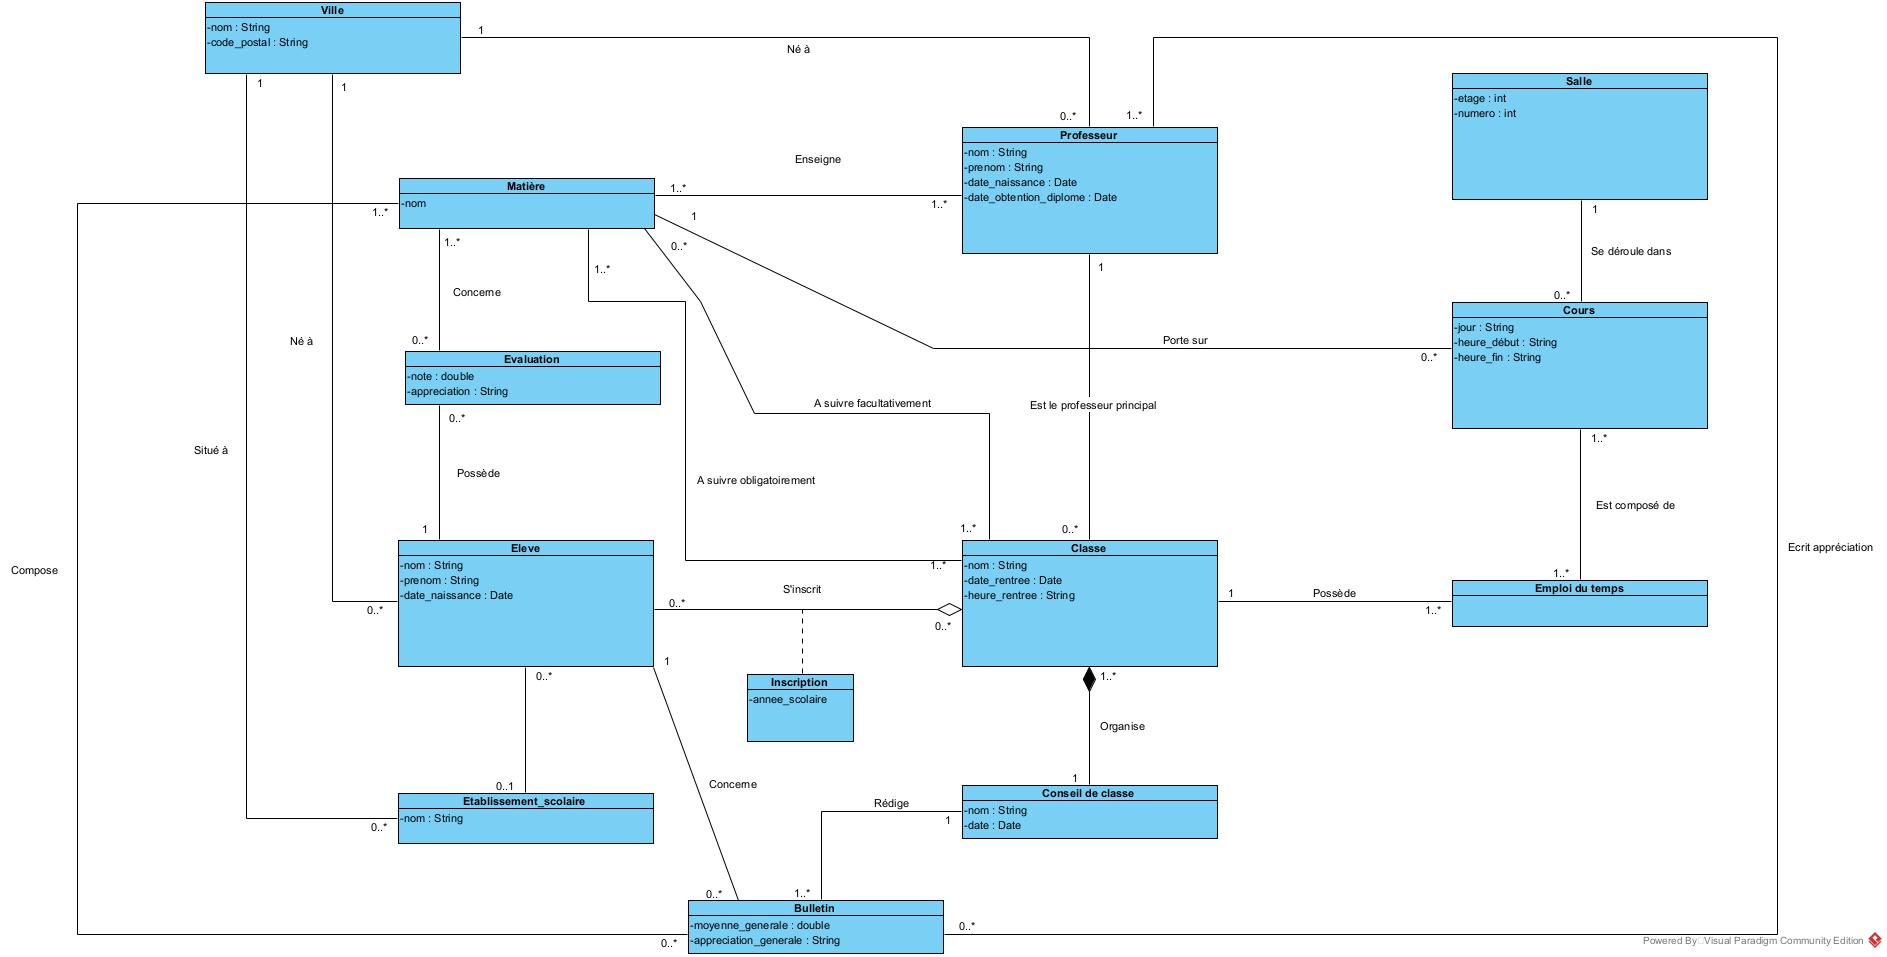 Ville
-nom : String
-code_postal : String
1
Né à
1
1
0..*
1..*
Salle
-etage : int
-numero : int
Professeur
-nom : String
-prenom : String
-date_naissance : Date
-date_obtention_diplome : Date
Enseigne
Matière
-nom
1..*
1..*
1..*
1
0..*
1..*
1..*
1
1
Se déroule dans
Concerne
0..*
0..*
Cours
-jour : String
-heure_début : String
-heure_fin : String
Né à
Porte sur
0..*
Evaluation
-note : double
-appreciation : String
0..*
A suivre facultativement
Est le professeur principal
1..*
Situé à
Possède
A suivre obligatoirement
Est composé de
1
1..*
0..*
Eleve
-nom : String
-prenom : String
-date_naissance : Date
1..*
Classe
-nom : String
-date_rentree : Date
-heure_rentree : String
1..*
Emploi du temps
Ecrit appréciation
Compose
S'inscrit
0..*
0..*
0..*
1
Possède
1..*
1
0..*
Inscription
-annee_scolaire
1..*
Organise
Concerne
0..1
1
Etablissement_scolaire
-nom : String
0..*
Conseil de classe
-nom : String
-date : Date
Rédige
1
0..*
1..*
Bulletin
-moyenne_generale : double
-appreciation_generale : String
0..*
0..*
Powered By Visual Paradigm Community Edition